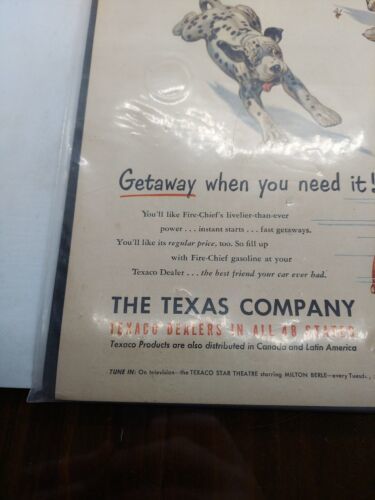 Getaway when you need it!
You'll like Fire-Chief's livelier-than-ever
power . . . instant starts . . . fast getaways.
You'll like its regular price, too. So fill up
with Fire-Chief gasoline at your
Texaco Dealer . . . the best friend your car ever had.
THE TEXAS COMPANY
TEXACO DEALERS IN ALL 48 STATES
Texaco Products are also distributed in Canada and Latin America
TUNE IN: On television—the TEXACO STAR THEATRE starring MILTON BERLE—every Tuesd